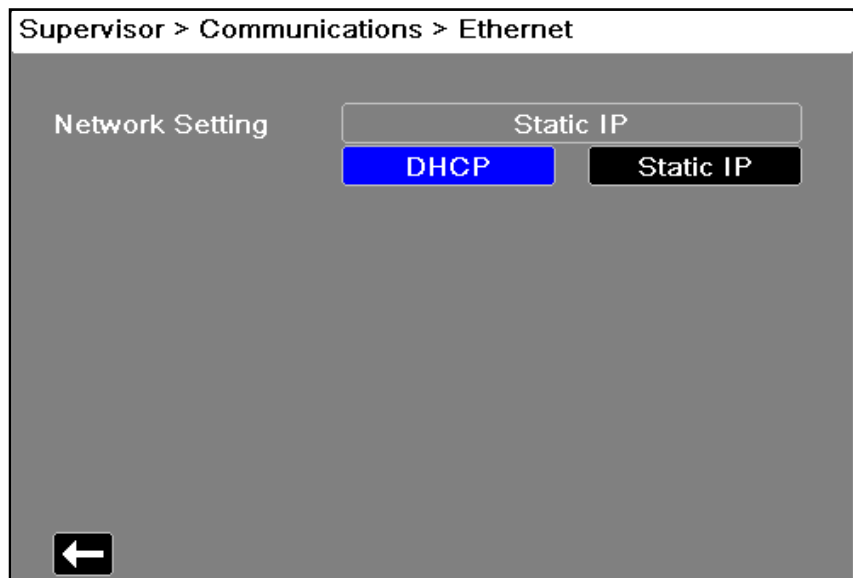 Supervisor > Communications > Ethernet
Network Setting Static IP
DHCP Static IP